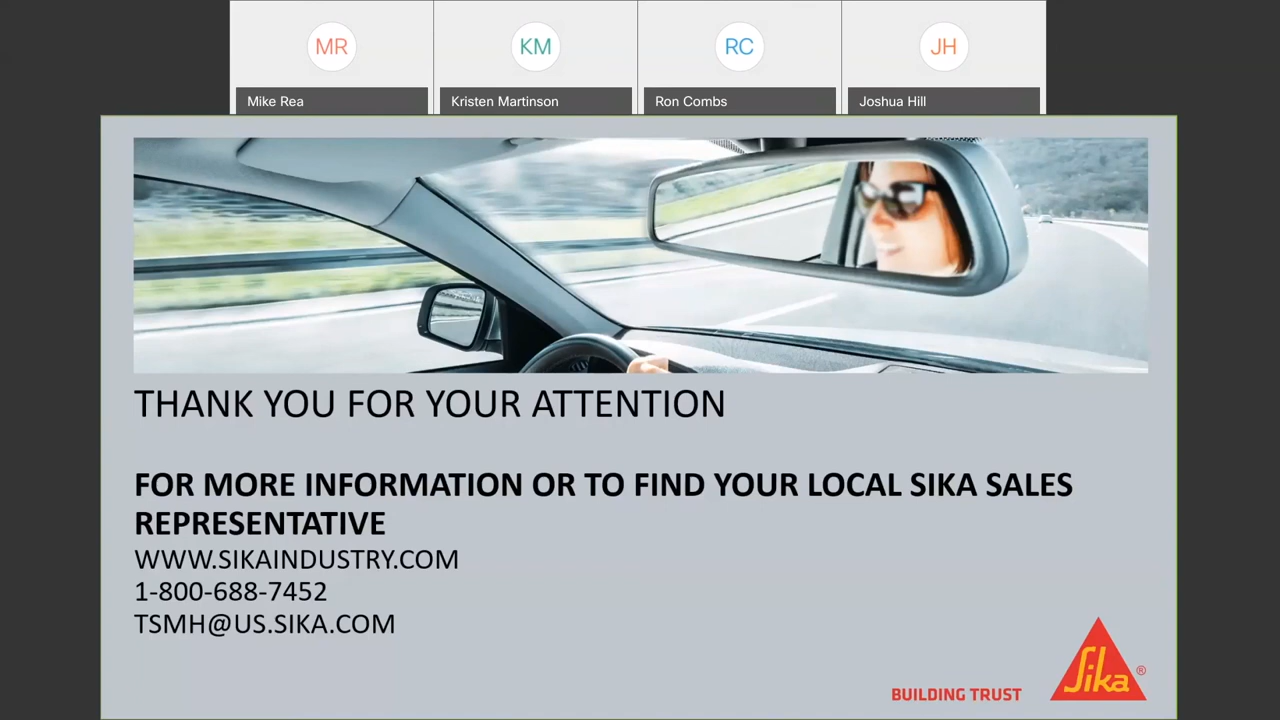 MR
KM
RC
JH
Mike Rea
Kristen Martinson
Ron Combs
Joshua Hill
THANK YOU FOR YOUR ATTENTION
FOR MORE INFORMATION OR TO FIND YOUR LOCAL SIKA SALES
REPRESENTATIVE
WWW.SIKAINDUSTRY.COM
1-800-688-7452
TSMH@US.SIKA.COM
BUILDING TRUST
Sika®